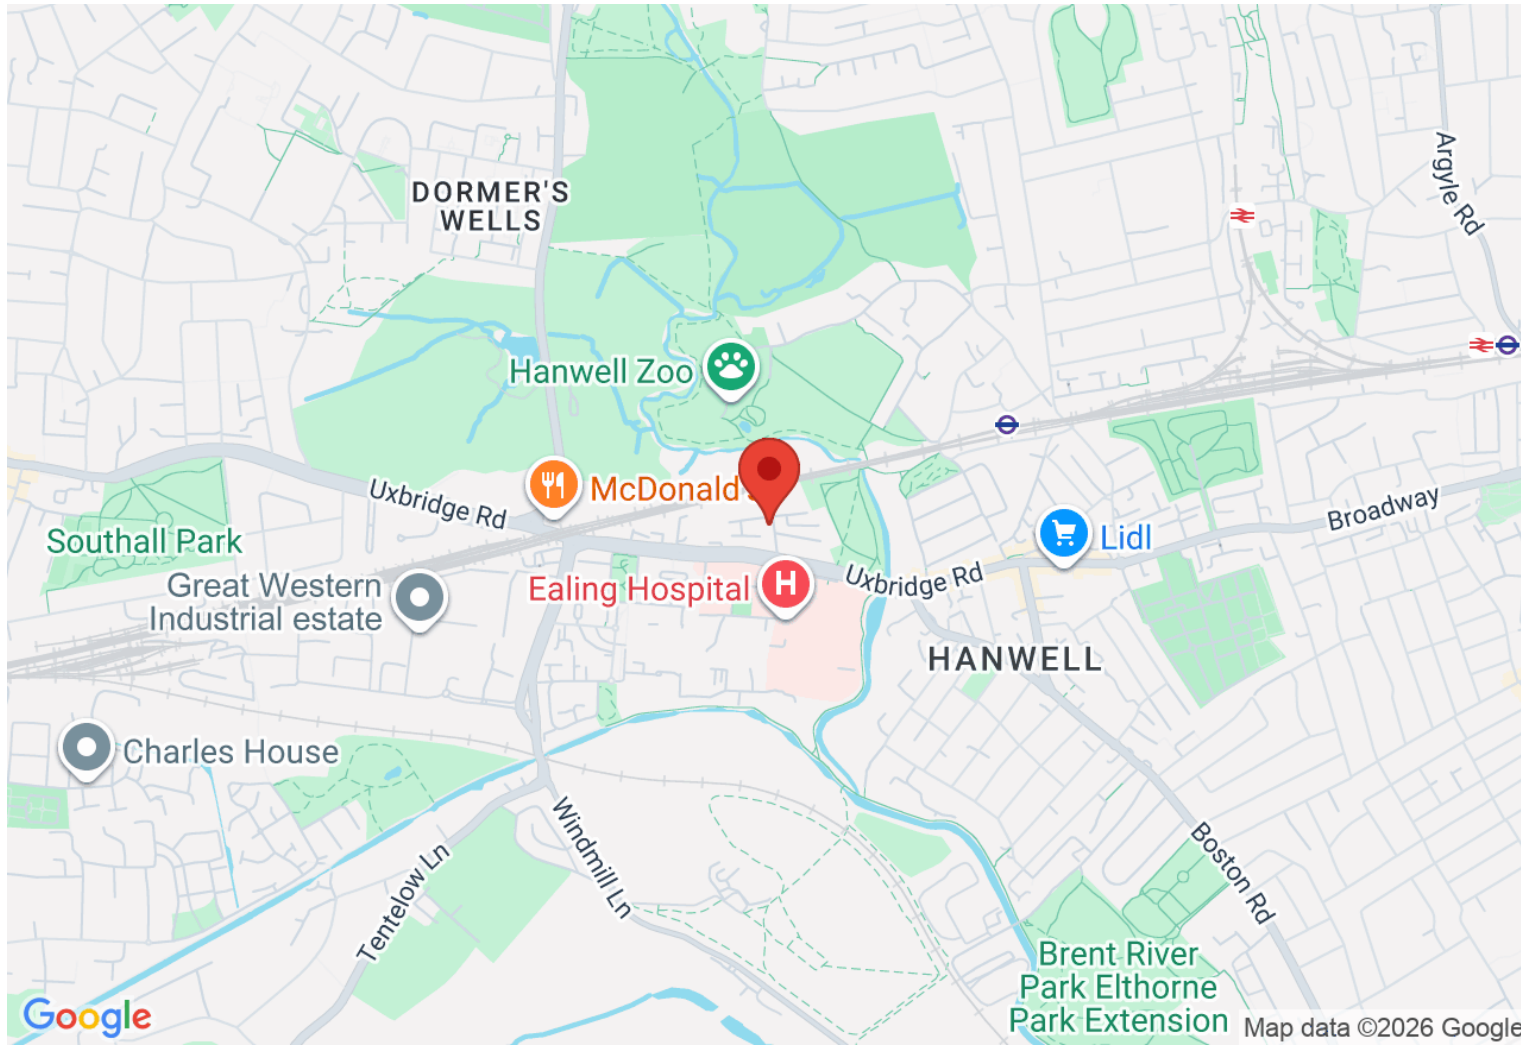 Argyle Rd
DORMER'S
WELLS
Hanwell Zoo
McDonald's
Uxbridge Rd
Broadway
Southall Park
Lidl
Great Western
Industrial estate
Ealing Hospital
H
Uxbridge Rd
HANWELL
Charles House
Windmill Ln
Tentelow Ln
Boston Rd
Brent River
Park Elthorne
Park Extension
Google
Map data ©2026 Google